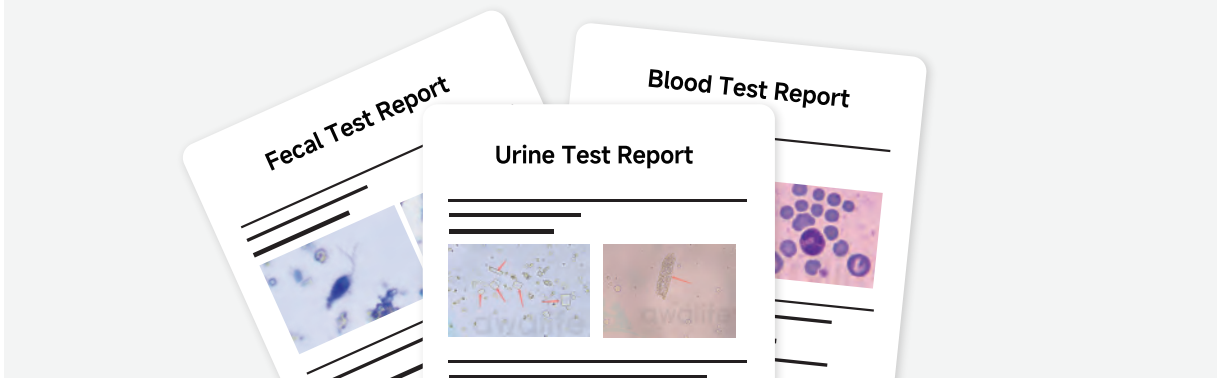 Fecal Test Report
Urine Test Report
Blood Test Report
awalife
awalife